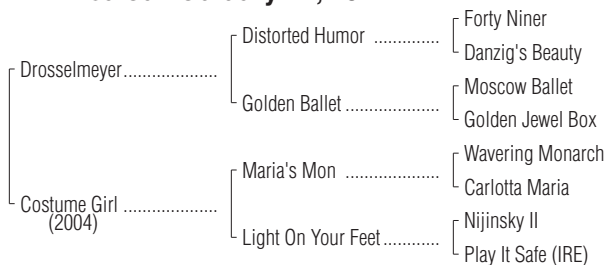 Forty Niner
Distorted Humor ..............
Danzig's Beauty
Drosselmeyer....................
Moscow Ballet
Golden Ballet ....................
Golden Jewel Box
Wavering Monarch
Maria's Mon ....................
Carlotta Maria
Costume Girl ....................
(2004)
Nijinsky II
Light On Your Feet............
Play It Safe (IRE)